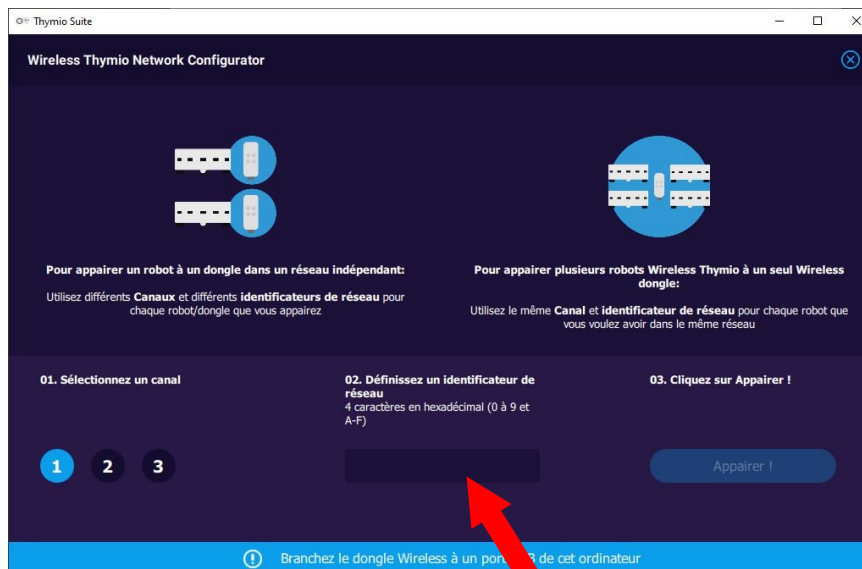 Thymio Suite
Wireless Thymio Network Configurator
Pour appairer un robot à un dongle dans un réseau indépendant:
Utilisez différents Canaux et différents identificateurs de réseau pour
chaque robot/dongle que vous appairez
Pour appairer plusieurs robots Wireless Thymio à un seul Wireless
dongle:
Utilisez le même Canal et identificateur de réseau pour chaque robot que
vous voulez avoir dans le même réseau
01. Sélectionnez un canal
1 2 3
02. Définissez un identificateur de
réseau
4 caractères en hexadécimal (0 à 9 et
A-F)
03. Cliquez sur Appairer !
Appairer !
Branchez le dongle Wireless à un de cet ordinateur